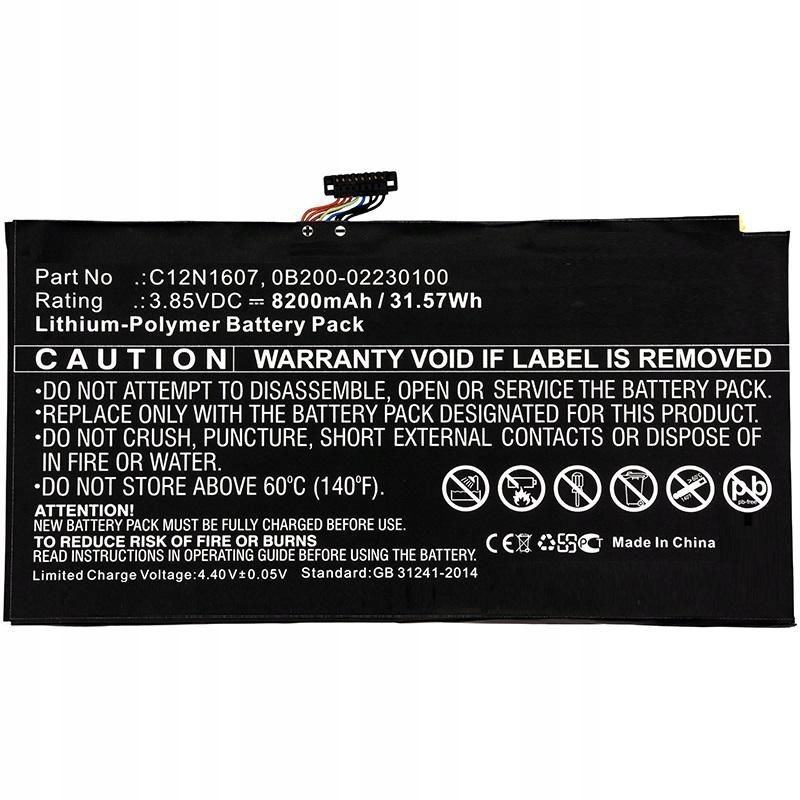 + -
Part No .:C12N1607, 0B200-02230100
Rating .:3.85VDC ⎓ 8200mAh / 31.57Wh
Lithium-Polymer Battery Pack
CAUTION WARRANTY VOID IF LABEL IS REMOVED
•DO NOT ATTEMPT TO DISASSEMBLE, OPEN OR SERVICE THE BATTERY PACK.
•REPLACE ONLY WITH THE BATTERY PACK DESIGNATED FOR THIS PRODUCT.
•DO NOT CRUSH, PUNCTURE, SHORT EXTERNAL CONTACTS OR DISPOSE OF
IN FIRE OR WATER.
•DO NOT STORE ABOVE 60°C (140°F).
ATTENTION!
NEW BATTERY PACK MUST BE FULLY CHARGED BEFORE USE.
TO REDUCE RISK OF FIRE OR BURNS
READ INSTRUCTIONS IN OPERATING GUIDE BEFORE USING THE BATTERY.
Limited Charge Voltage:4.40V±0.05V Standard:GB 31241-2014
pb
pb-free
CE PCT Made In China